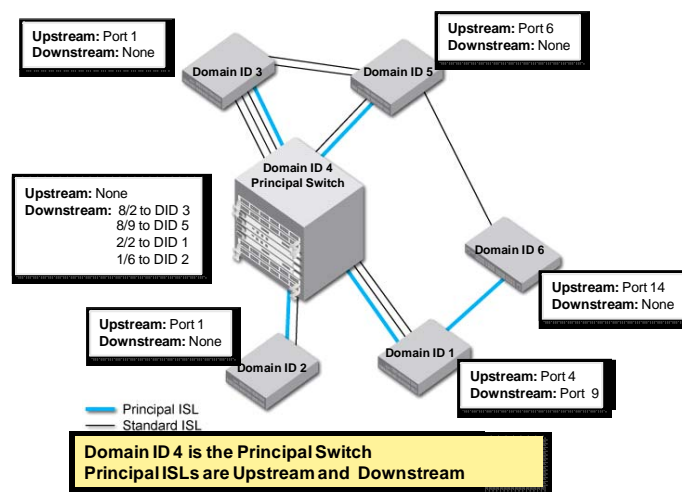 Upstream: Port 1
Downstream: None
Upstream: Port 6
Downstream: None
Domain ID 3
Domain ID 5
Domain ID 4
Principal Switch
Upstream: None
Downstream: 8/2 to DID 3
8/9 to DID 5
2/2 to DID 1
1/6 to DID 2
Domain ID 6
Upstream: Port 14
Downstream: None
Upstream: Port 1
Downstream: None
Domain ID 2
Domain ID 1
Upstream: Port 4
Downstream: Port 9
Principal ISL
Standard ISL
Domain ID 4 is the Principal Switch
Principal ISLs are Upstream and Downstream